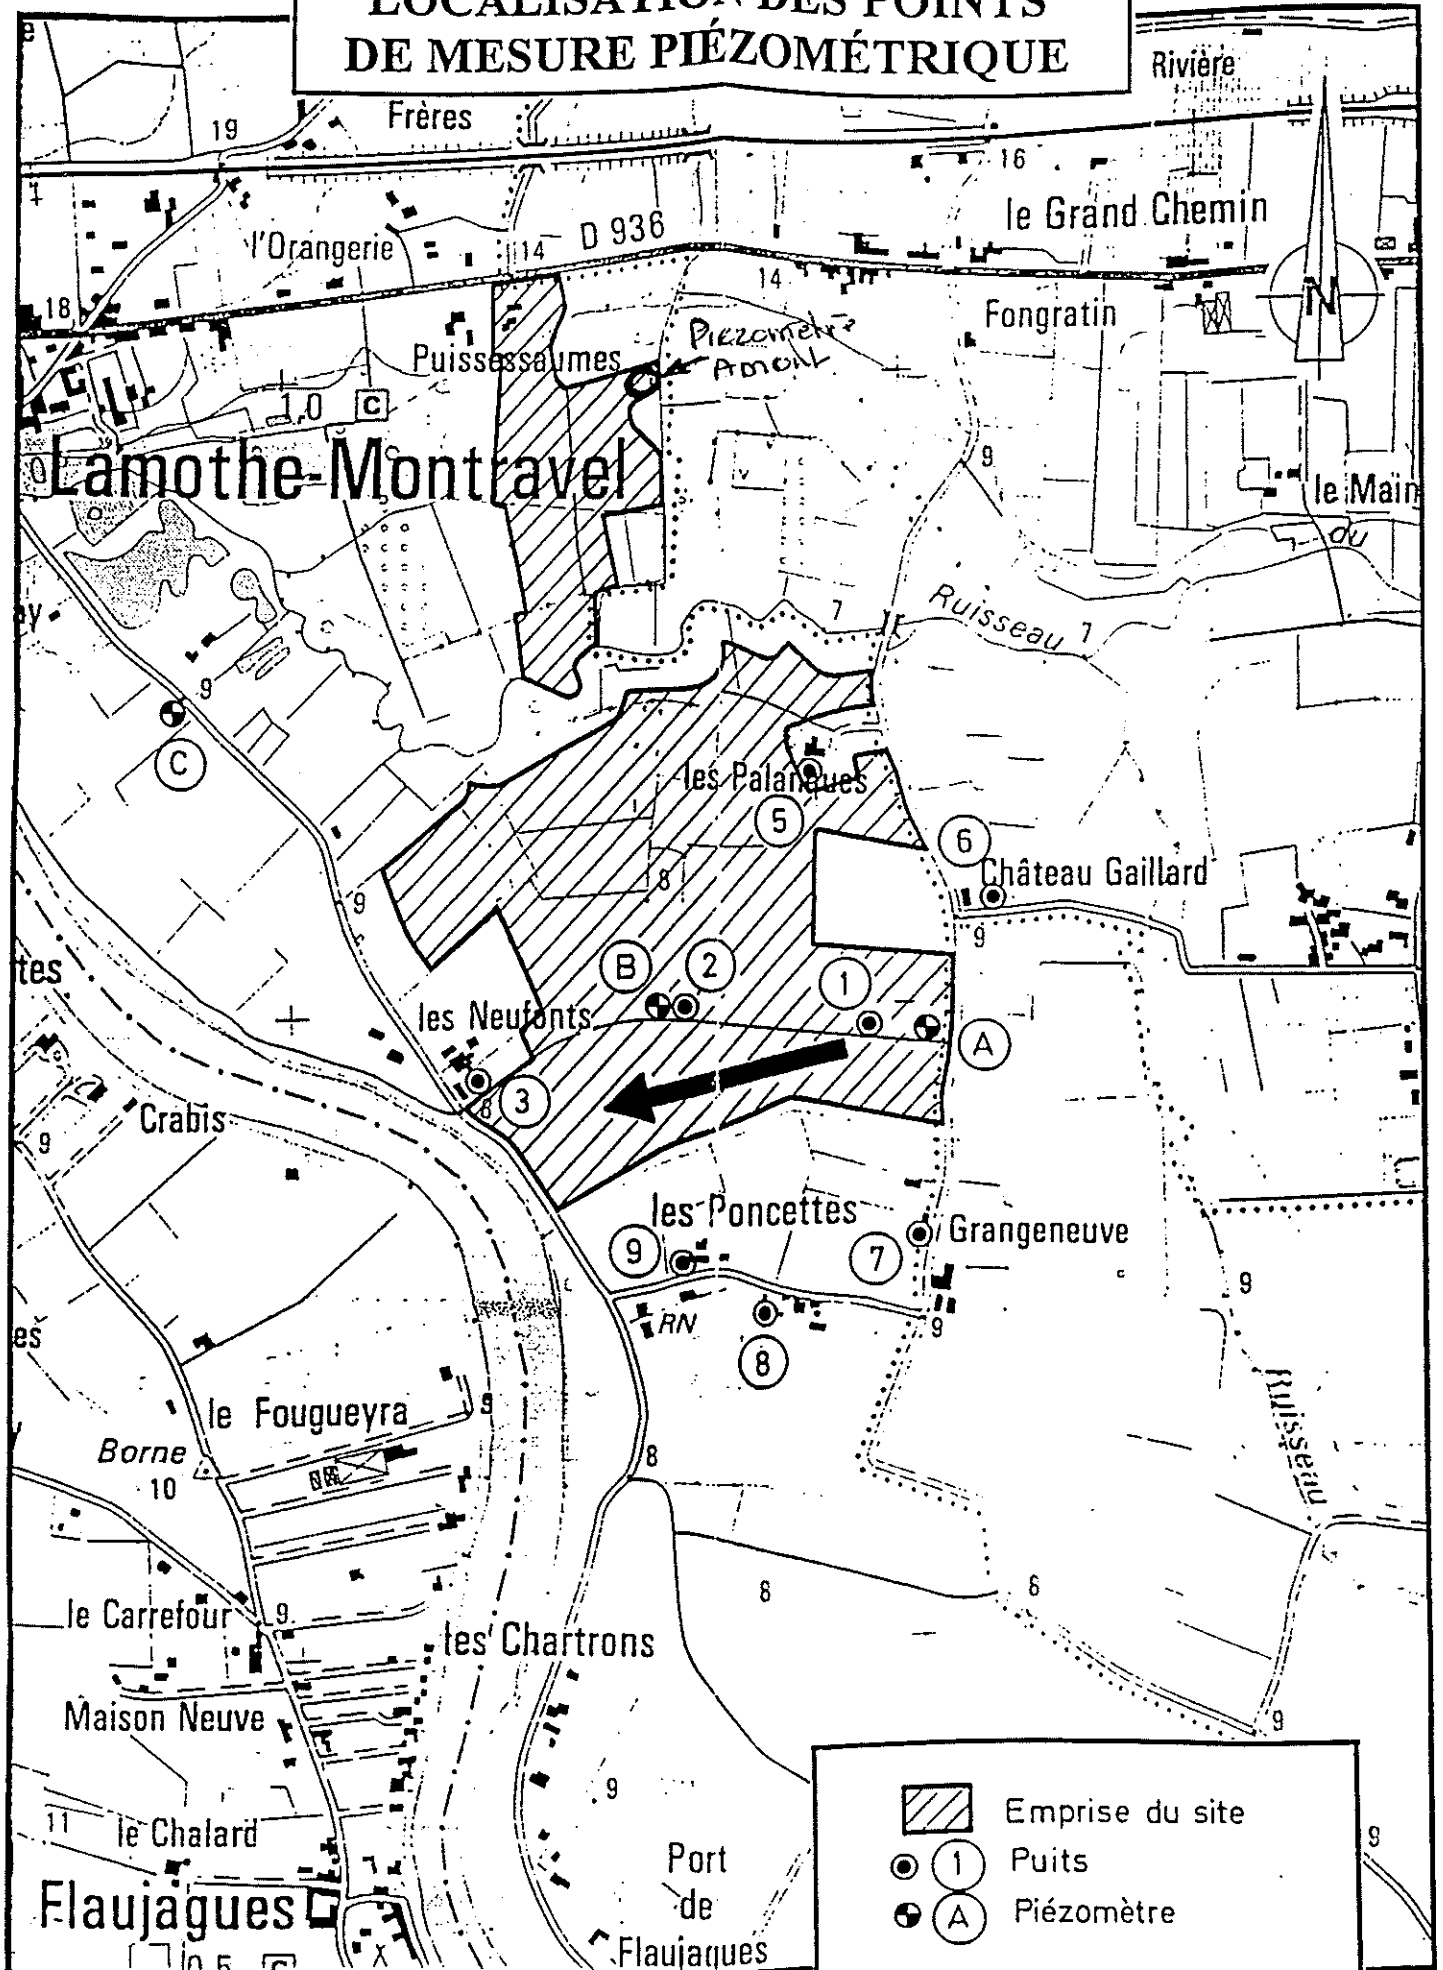 LOCALISATION DES POINTS
DE MESURE PIÉZOMÉTRIQUE
Rivière
Frères
19
16
le Grand Chemin
D 936
l'Orangerie
14
14
18
Fongratin
Puissessaumes
Piézomètre
Amont
10
C
9
Lamothe-Montravel
le Main
du
7
Ruisseau
7
9
C
les Palanques
5
6
Château Gaillard
8
9
9
B
2
1
tes
les Neufonts
A
3
8
Crabis
9
les Poncettes
Grangeneuve
9
7
9
RN
9
es
8
le Fougueyra
9
Ruisseau
Borne
10
8
8
8
le Carrefour
9
les Chartrons
Maison Neuve
9
9
11
le Chalard
Port
de
Flaujagues
Flaujagues
0.5
Emprise du site
1
Puits
A
Piézomètre
9